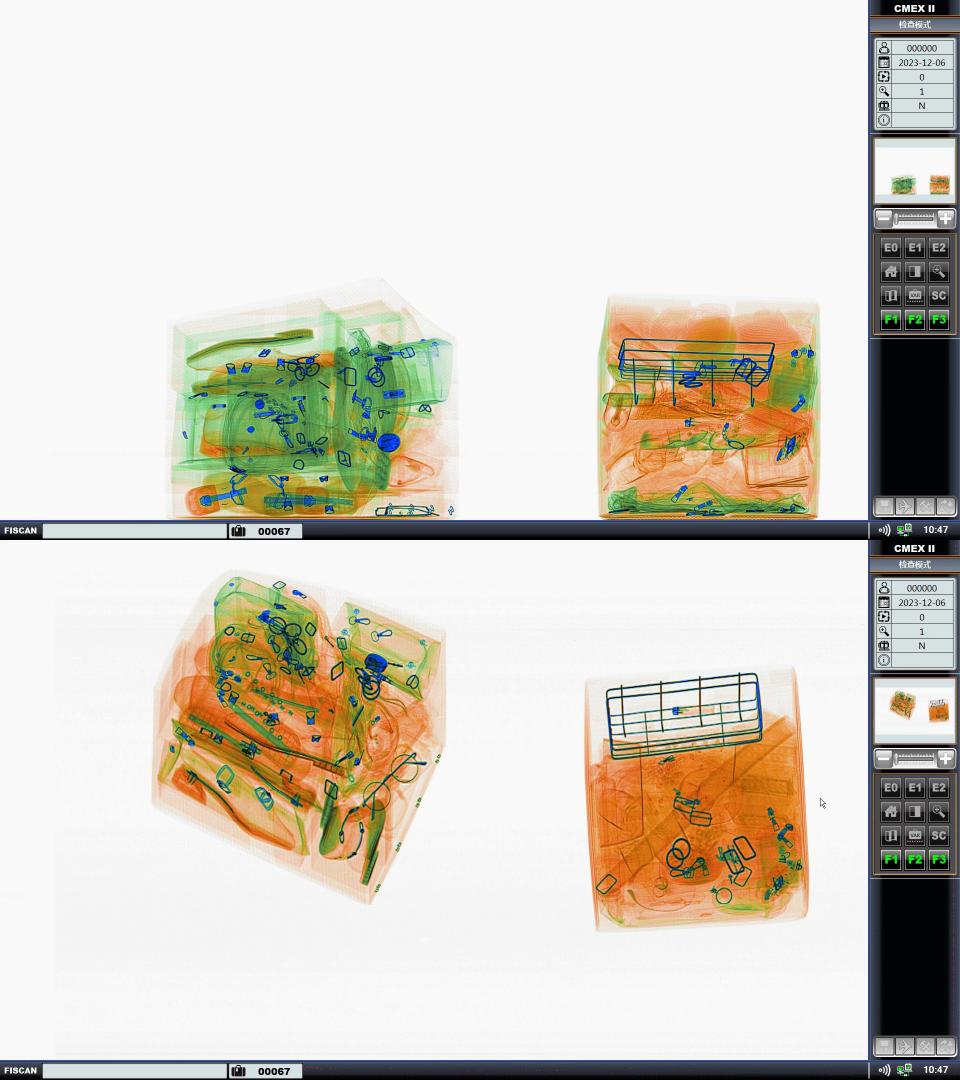 CMEX II
检查模式
000000
2023-12-06
0
1
N
E0 E1 E2
VAR SC
F1 F2 F3
FISCAN 00067 10:47
CMEX II
检查模式
000000
2023-12-06
0
1
N
E0 E1 E2
VAR SC
F1 F2 F3
FISCAN 00067 10:47